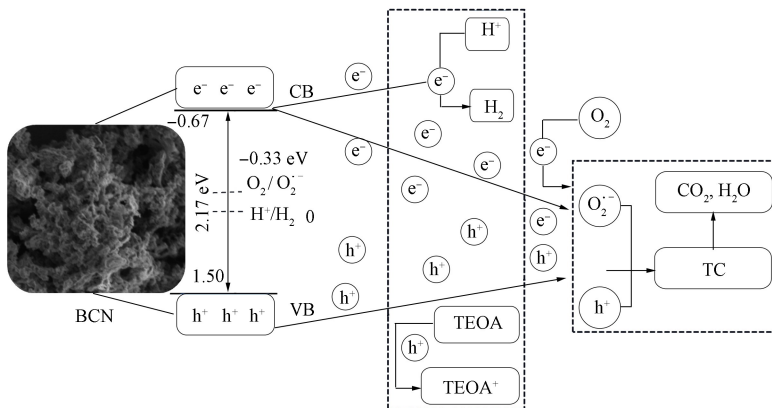 e⁻ e⁻ e⁻
CB
−0.67
−0.33 eV
O₂/O₂˙⁻
H⁺/H₂ 0
2.17 eV
1.50
BCN
h⁺ h⁺ h⁺
VB
e⁻
e⁻
e⁻
e⁻
e⁻
e⁻
e⁻
e⁻
H⁺
H₂
h⁺
h⁺
h⁺
h⁺
h⁺
TEOA
h⁺
TEOA⁺
O₂
O₂˙⁻
h⁺
CO₂, H₂O
TC